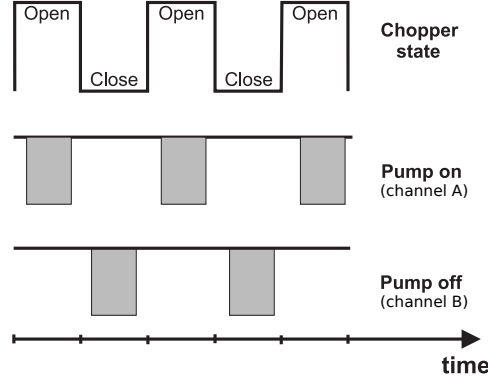 Open
Open
Open
Close
Close
Chopper
state
Pump on
(channel A)
Pump off
(channel B)
time